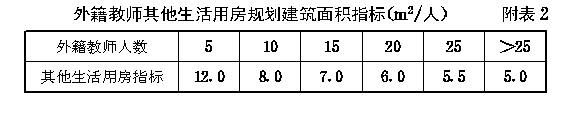 外籍教师其他生活用房规划建筑面积指标(m²/人) 附表2
外籍教师人数 5 10 15 20 25 >25
其他生活用房指标 12.0 8.0 7.0 6.0 5.5 5.0